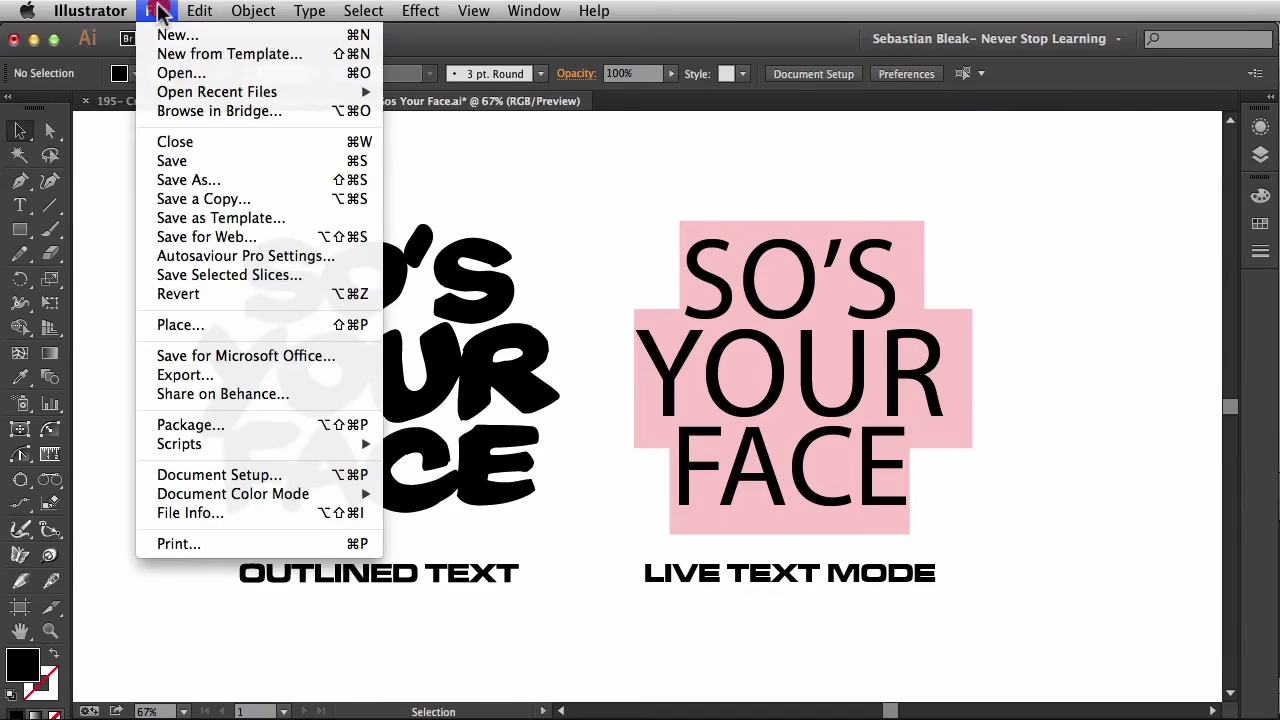 Illustrator Edit Object Type Select Effect View Window Help
Ai Br Sebastian Bleak- Never Stop Learning
No Selection 3 pt. Round Opacity: 100% Style: Document Setup Preferences
195- Sos Your Face.ai* @ 67% (RGB/Preview)
New... ⌘N
New from Template... ⇧⌘N
Open... ⌘O
Open Recent Files
Browse in Bridge... ⌥⌘O
Close ⌘W
Save ⌘S
Save As... ⇧⌘S
Save a Copy... ⌥⌘S
Save as Template...
Save for Web... ⌥⇧⌘S
Autosaviour Pro Settings...
Save Selected Slices...
Revert ⌥⌘Z
Place... ⇧⌘P
Save for Microsoft Office...
Export...
Share on Behance...
Package... ⌥⇧⌘P
Scripts
Document Setup... ⌥⌘P
Document Color Mode
File Info... ⌥⇧⌘I
Print... ⌘P
SO'S
YOUR
FACE
OUTLINED TEXT
SO’S
YOUR
FACE
LIVE TEXT MODE
67% 1 Selection